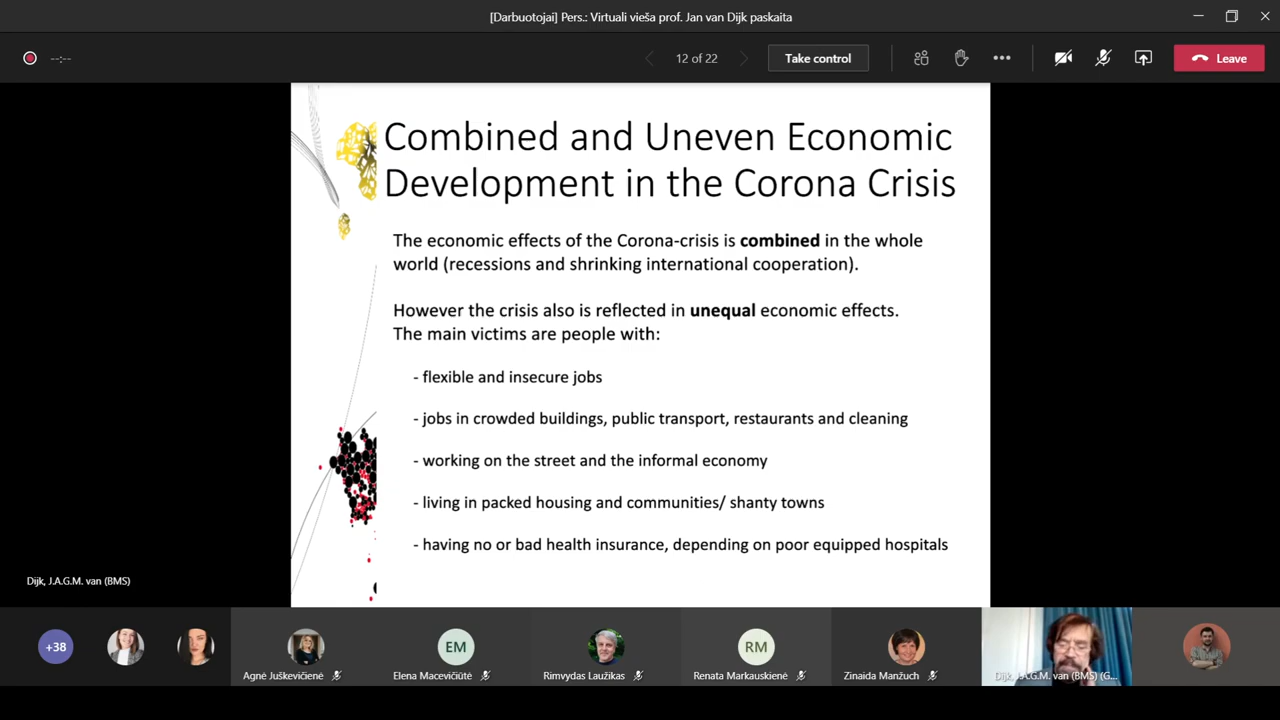 [Darbuotojai] Pers.: Virtuali vieša prof. Jan van Dijk paskaita
--:--
12 of 22
Take control
Leave
Combined and Uneven Economic
Development in the Corona Crisis
The economic effects of the Corona-crisis is combined in the whole
world (recessions and shrinking international cooperation).
However the crisis also is reflected in unequal economic effects.
The main victims are people with:
- flexible and insecure jobs
- jobs in crowded buildings, public transport, restaurants and cleaning
- working on the street and the informal economy
- living in packed housing and communities/ shanty towns
- having no or bad health insurance, depending on poor equipped hospitals
Dijk, J.A.G.M. van (BMS)
+38
EM
RM
Agnė Juškevičienė
Elena Macevičiūtė
Rimvydas Laužikas
Renata Markauskienė
Zinaida Manžuch
Dijk, J.A.G.M. van (BMS) (G...